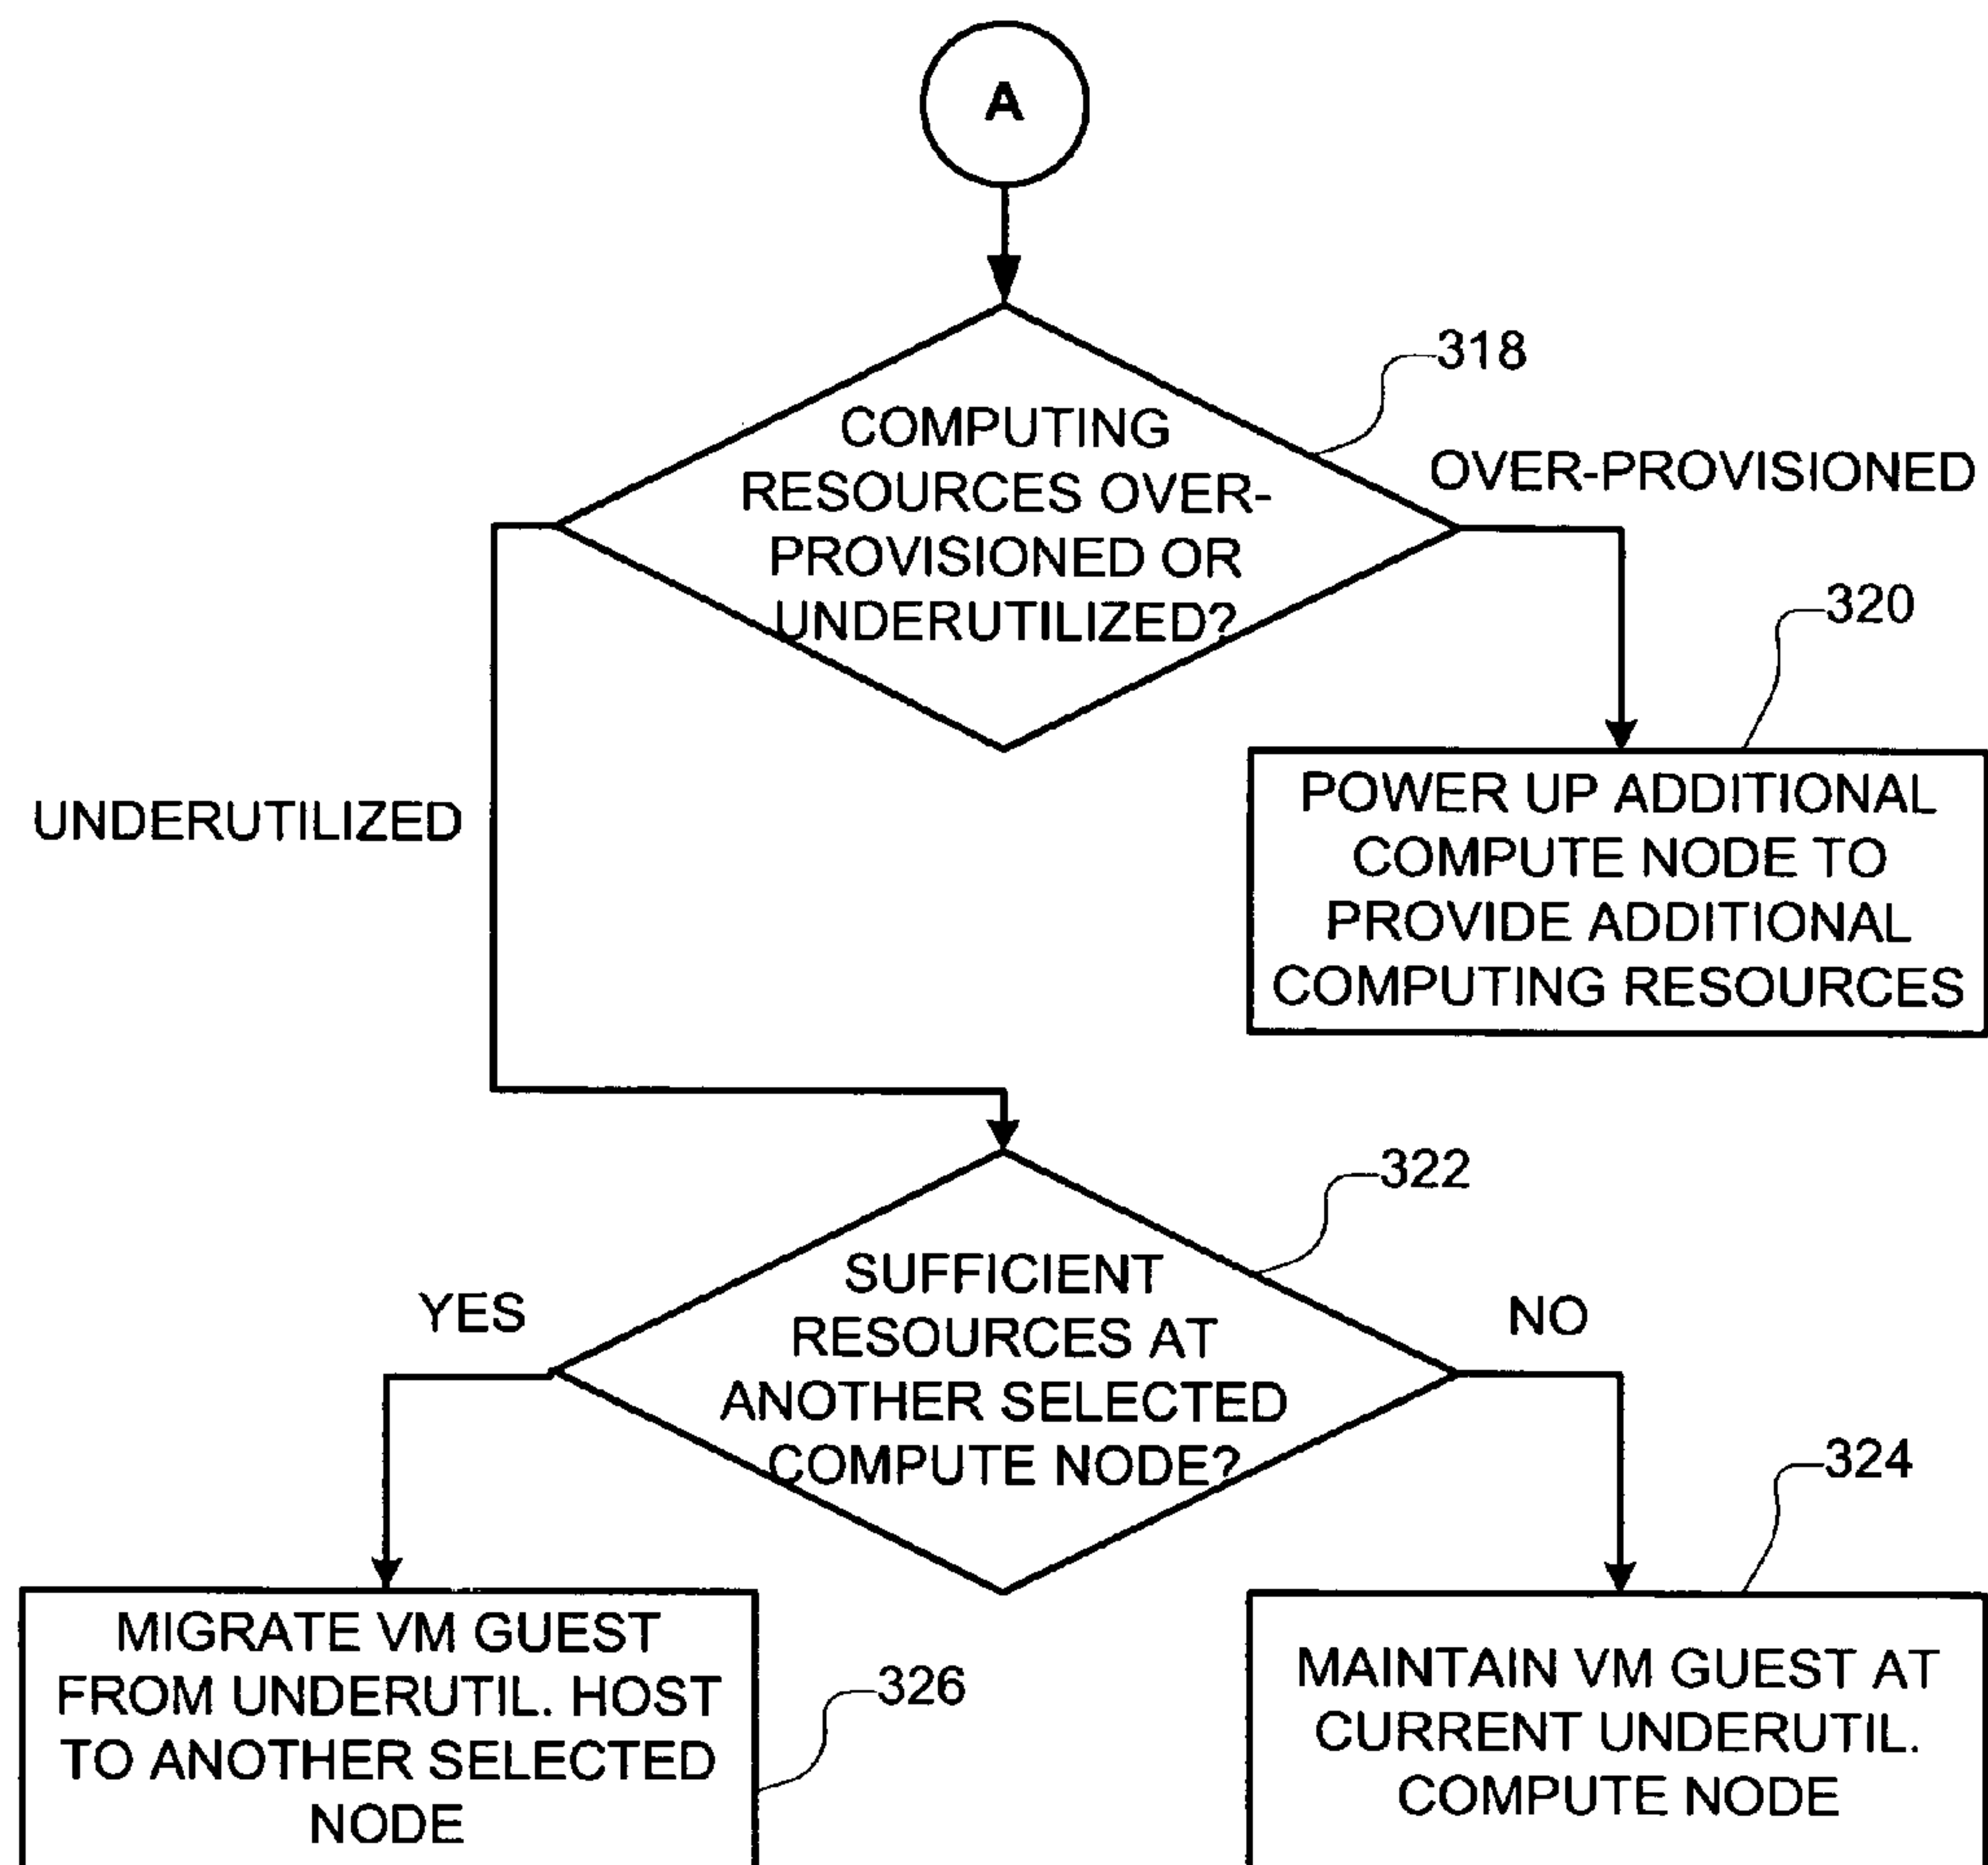 A
318
COMPUTING
RESOURCES OVER-
PROVISIONED OR
UNDERUTILIZED?
OVER-PROVISIONED
320
POWER UP ADDITIONAL
COMPUTE NODE TO
PROVIDE ADDITIONAL
COMPUTING RESOURCES
UNDERUTILIZED
322
SUFFICIENT
RESOURCES AT
ANOTHER SELECTED
COMPUTE NODE?
YES
NO
324
MIGRATE VM GUEST
FROM UNDERUTIL. HOST
TO ANOTHER SELECTED
NODE
326
MAINTAIN VM GUEST AT
CURRENT UNDERUTIL.
COMPUTE NODE